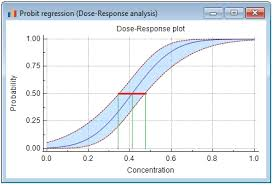 Probit regression (Dose-Response analysis)
Dose-Response plot
1.00
0.75
0.50
0.25
0.00
Probability
0.0 0.2 0.4 0.6 0.8 1.0
Concentration